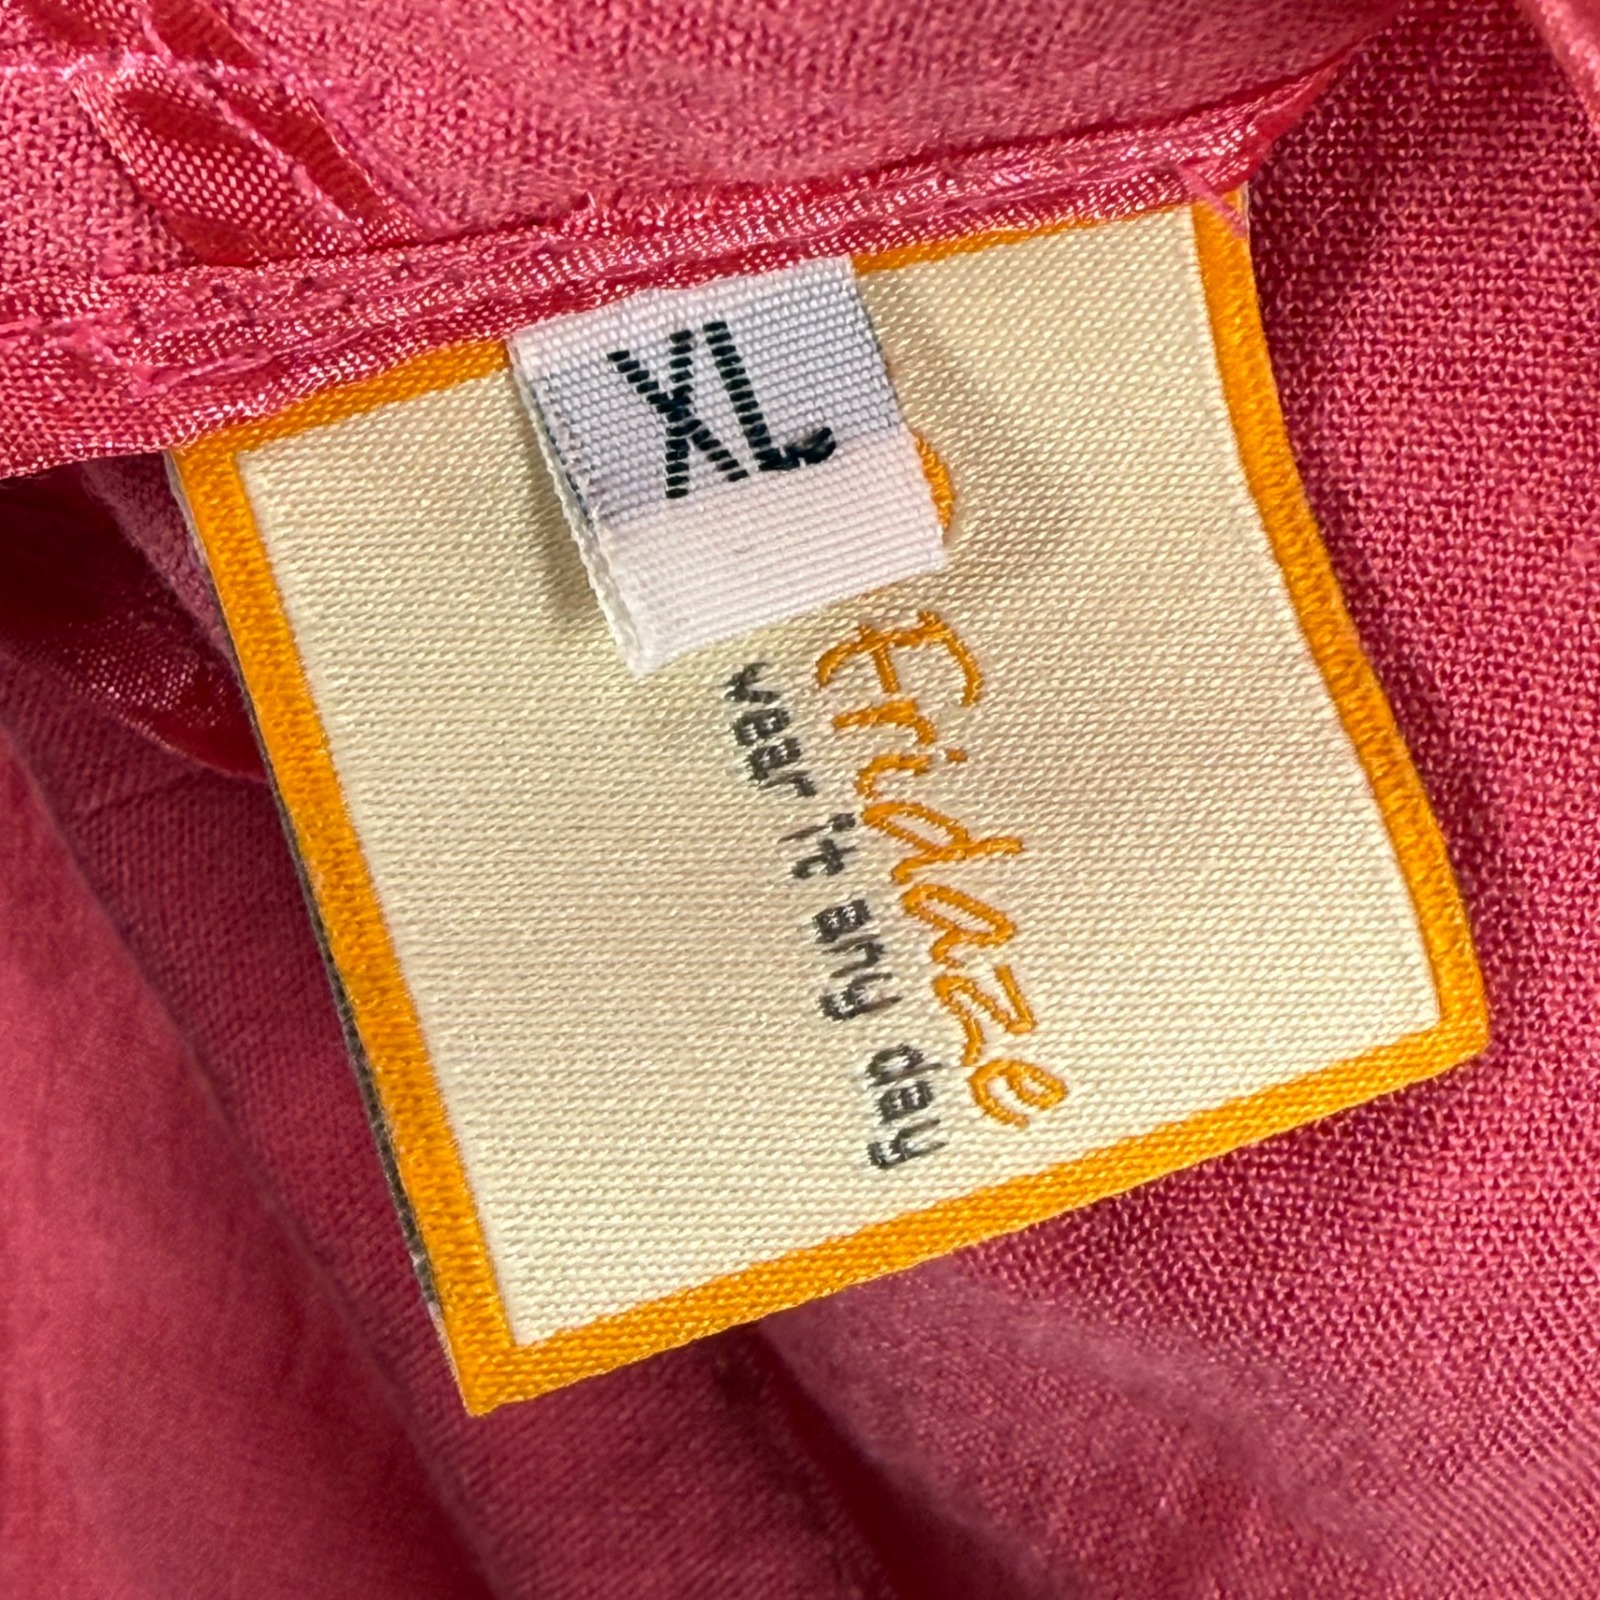 XL
Fridaze
wear it any day